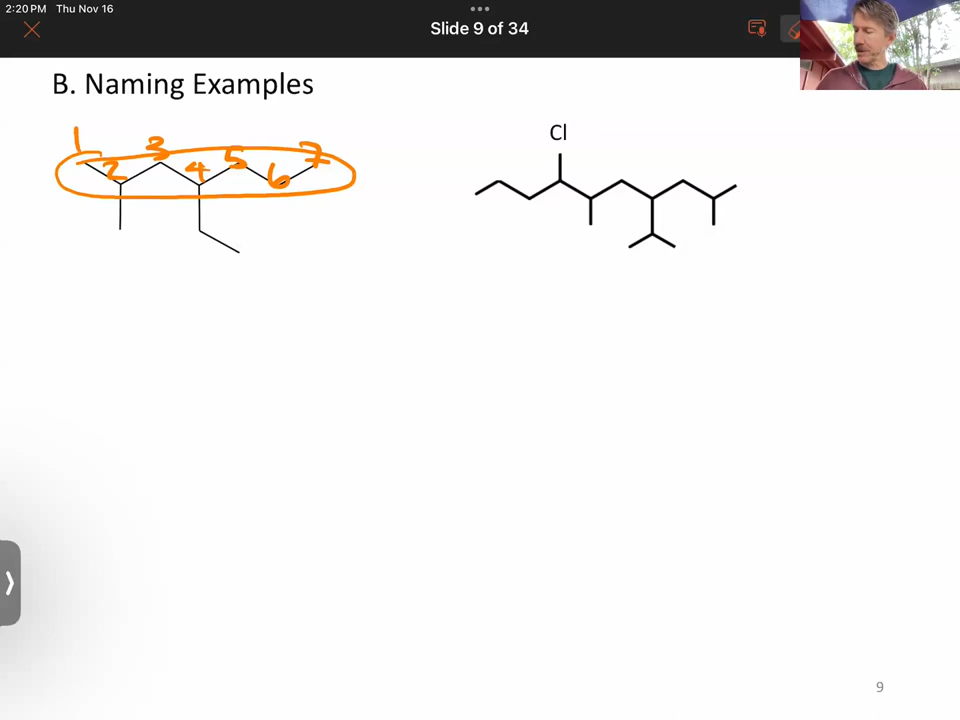 2:20 PM Thu Nov 16
Slide 9 of 34
B. Naming Examples
1 2 3 4 5 6 7
Cl
9